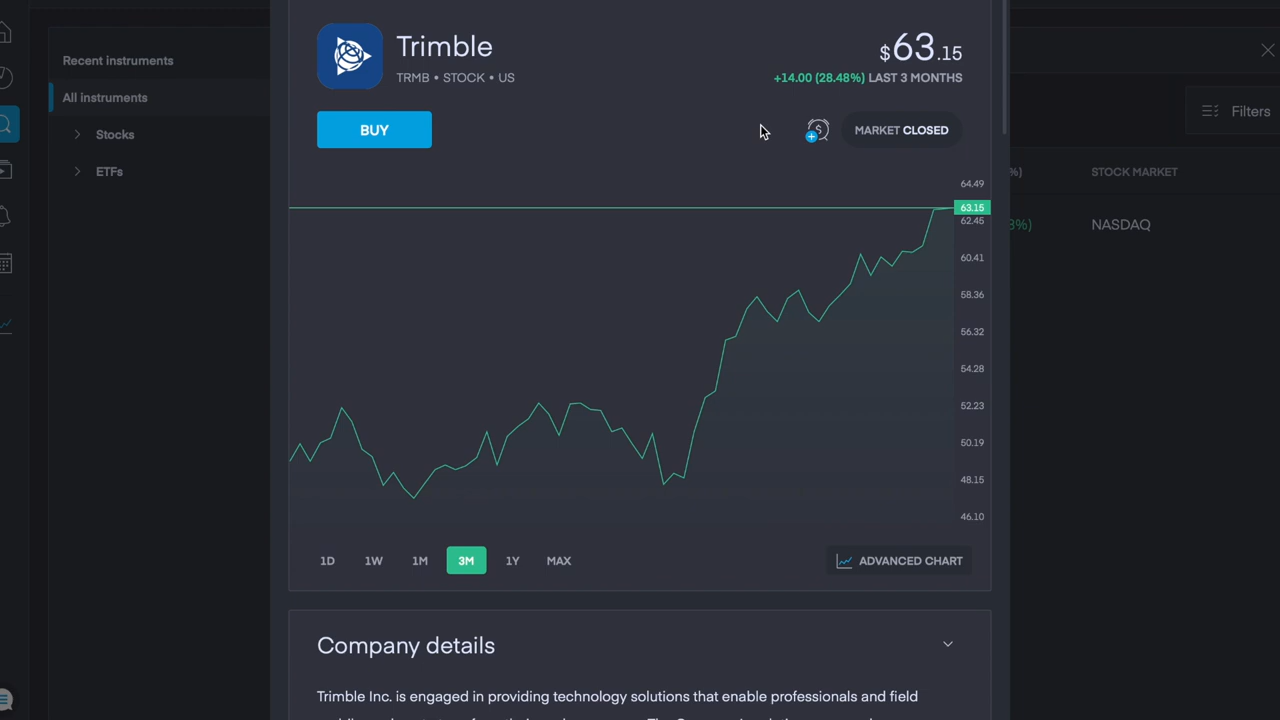 Recent instruments
All instruments
Stocks
ETFs
Trimble
TRMB • STOCK • US
$63.15
+14.00 (28.48%) LAST 3 MONTHS
BUY
MARKET CLOSED
64.49
63.15
62.45
60.41
58.36
56.32
54.28
52.23
50.19
48.15
46.10
1D 1W 1M 3M 1Y MAX
ADVANCED CHART
Company details
Trimble Inc. is engaged in providing technology solutions that enable professionals and field
Filters
%)
STOCK MARKET
8%)
NASDAQ